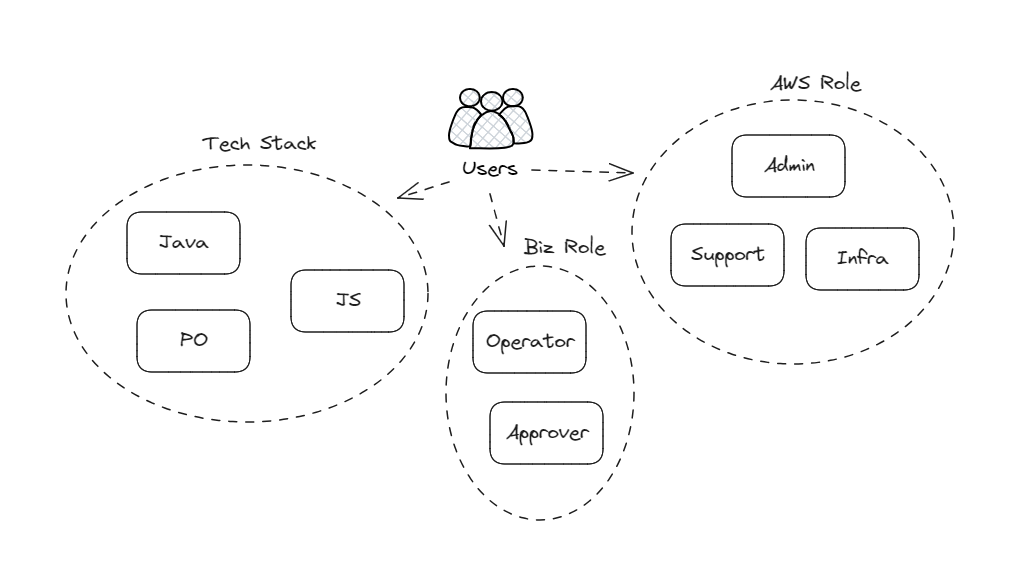 AWS Role
Tech Stack
Users
Admin
Java
Biz Role
Support
Infra
JS
PO
Operator
Approver